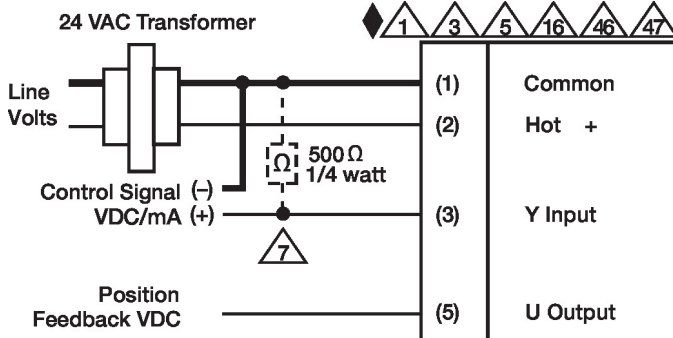 24 VAC Transformer
1 3 5 16 46 47
Line
Volts
(1) Common
(2) Hot +
Ω 500 Ω
1/4 watt
Control Signal (–)
VDC/mA (+)
(3) Y Input
7
Position
Feedback VDC
(5) U Output